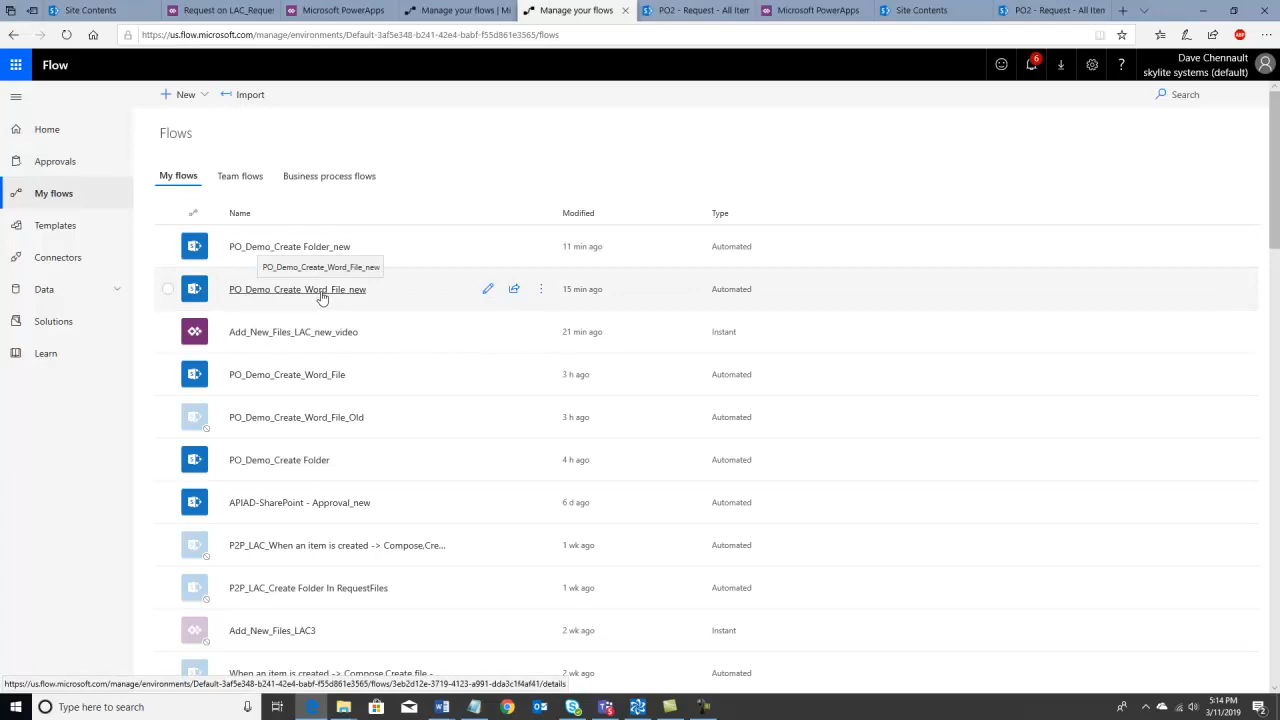 Site Contents
Request on LAC_Reques
Microsoft PowerApps
Manage your flows | Mi
Manage your flows
PO2 - Request - All Item
Microsoft PowerApps
Site Contents
PO2 - Request - All Item
https://us.flow.microsoft.com/manage/environments/Default-3af5e348-b241-42e4-babf-f55d861e3565/flows
ABP
Flow
6
?
Dave Chennault
skylite systems (default)
New
Import
Search
Home
Approvals
My flows
Templates
Connectors
Data
Solutions
Learn
Flows
My flows
Team flows
Business process flows
Name
Modified
Type
PO_Demo_Create Folder_new
11 min ago
Automated
PO_Demo_Create_Word_File_new
PO_Demo_Create_Word_File_new
15 min ago
Automated
Add_New_Files_LAC_new_video
21 min ago
Instant
PO_Demo_Create_Word_File
3 h ago
Automated
PO_Demo_Create_Word_File_Old
3 h ago
Automated
PO_Demo_Create Folder
4 h ago
Automated
APIAD-SharePoint - Approval_new
6 d ago
Automated
P2P_LAC_When an item is created -> Compose,Cre...
1 wk ago
Automated
P2P_LAC_Create Folder In RequestFiles
1 wk ago
Automated
Add_New_Files_LAC3
2 wk ago
Instant
When an item is created -> Compose,Create file -
2 wk ago
Automated
https://us.flow.microsoft.com/manage/environments/Default-3af5e348-b241-42e4-babf-f55d861e3565/flows/3eb2d12e-3719-4123-a991-dda3c1f4af41/details
Type here to search
5:14 PM
3/11/2019
2